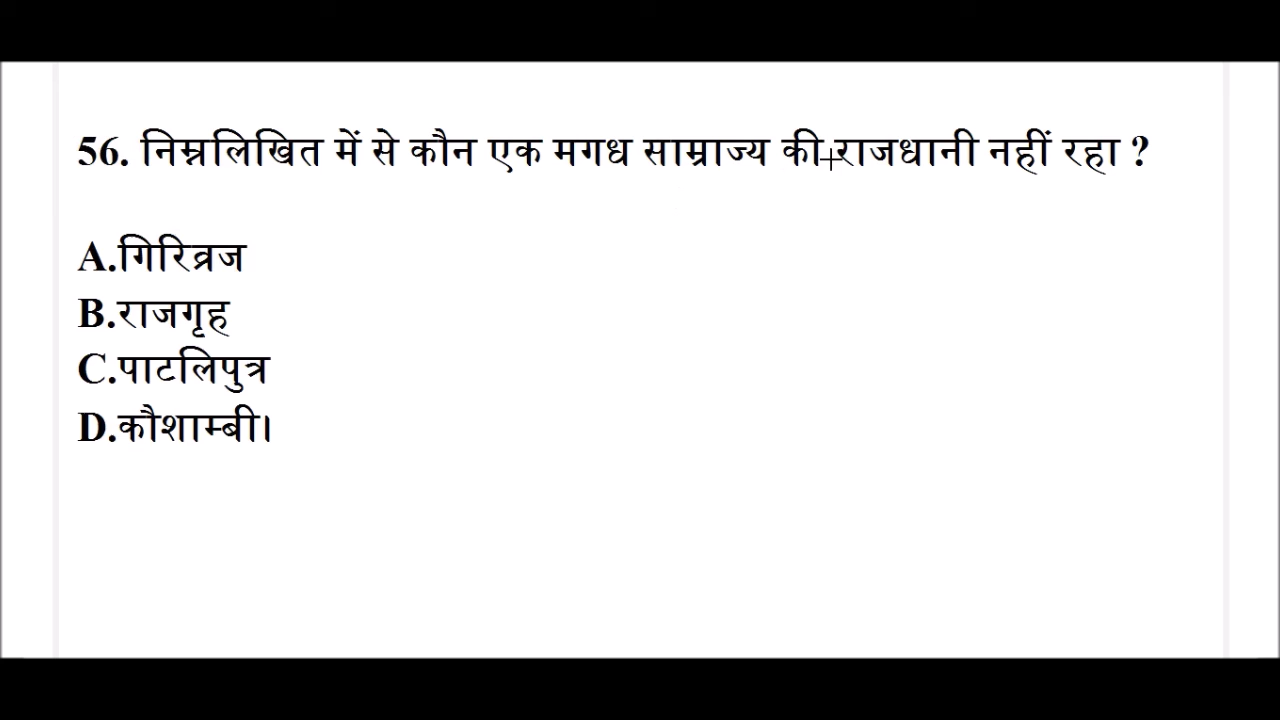 56. निम्नलिखित में से कौन एक मगध साम्राज्य की राजधानी नहीं रहा ?
A.गिरिव्रज
B.राजगृह
C.पाटलिपुत्र
D.कौशाम्बी।